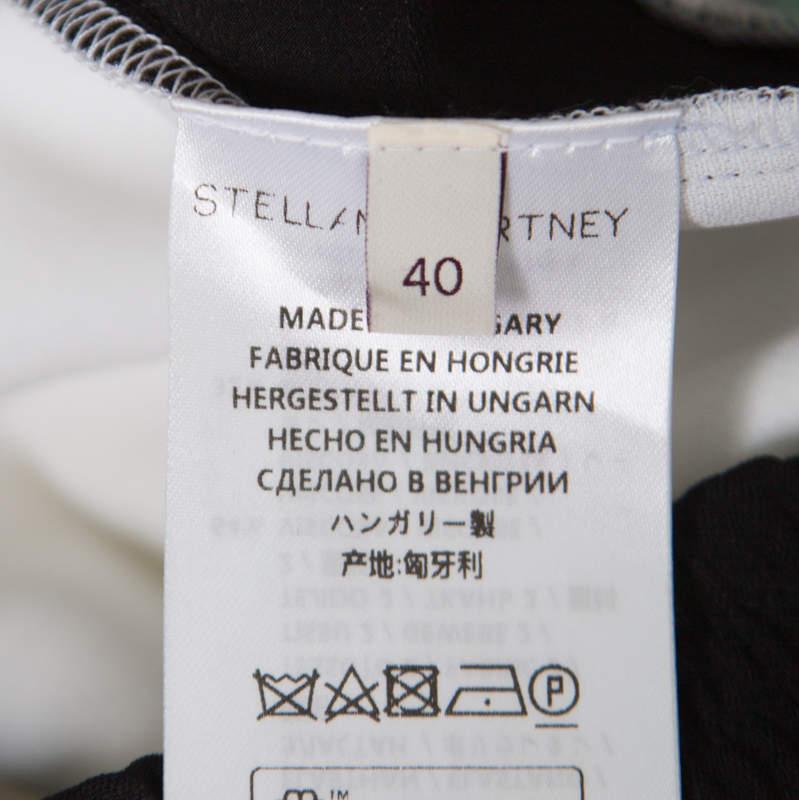 STELLA RTNEY
40
MADE GARY
FABRIQUE EN HONGRIE
HERGESTELLT IN UNGARN
HECHO EN HUNGRIA
СДЕЛАНО В ВЕНГРИИ
ハンガリー製
产地:匈牙利
P
TM